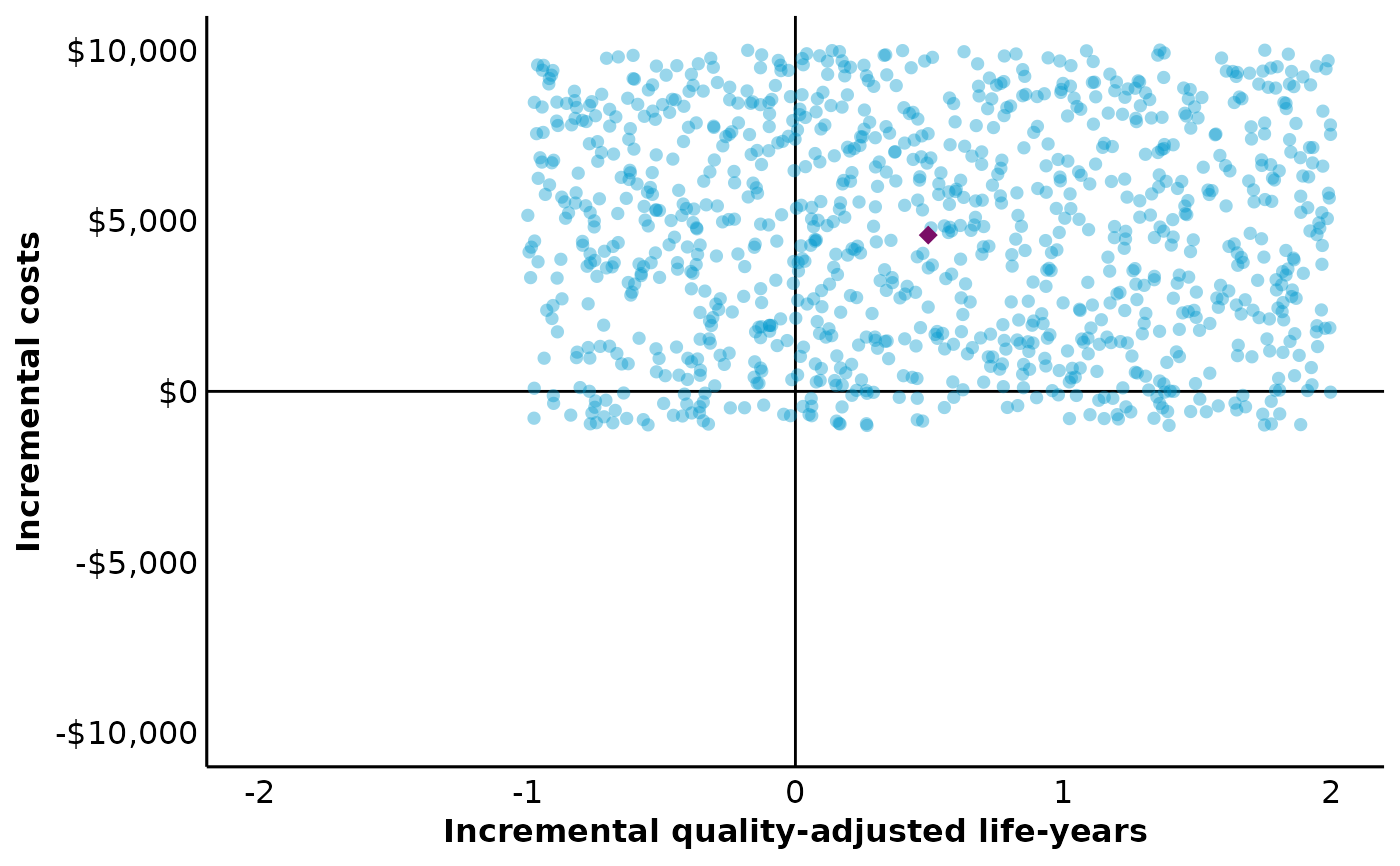 $10,000
$5,000
$0
-$5,000
-$10,000
Incremental costs
-2 -1 0 1 2
Incremental quality-adjusted life-years